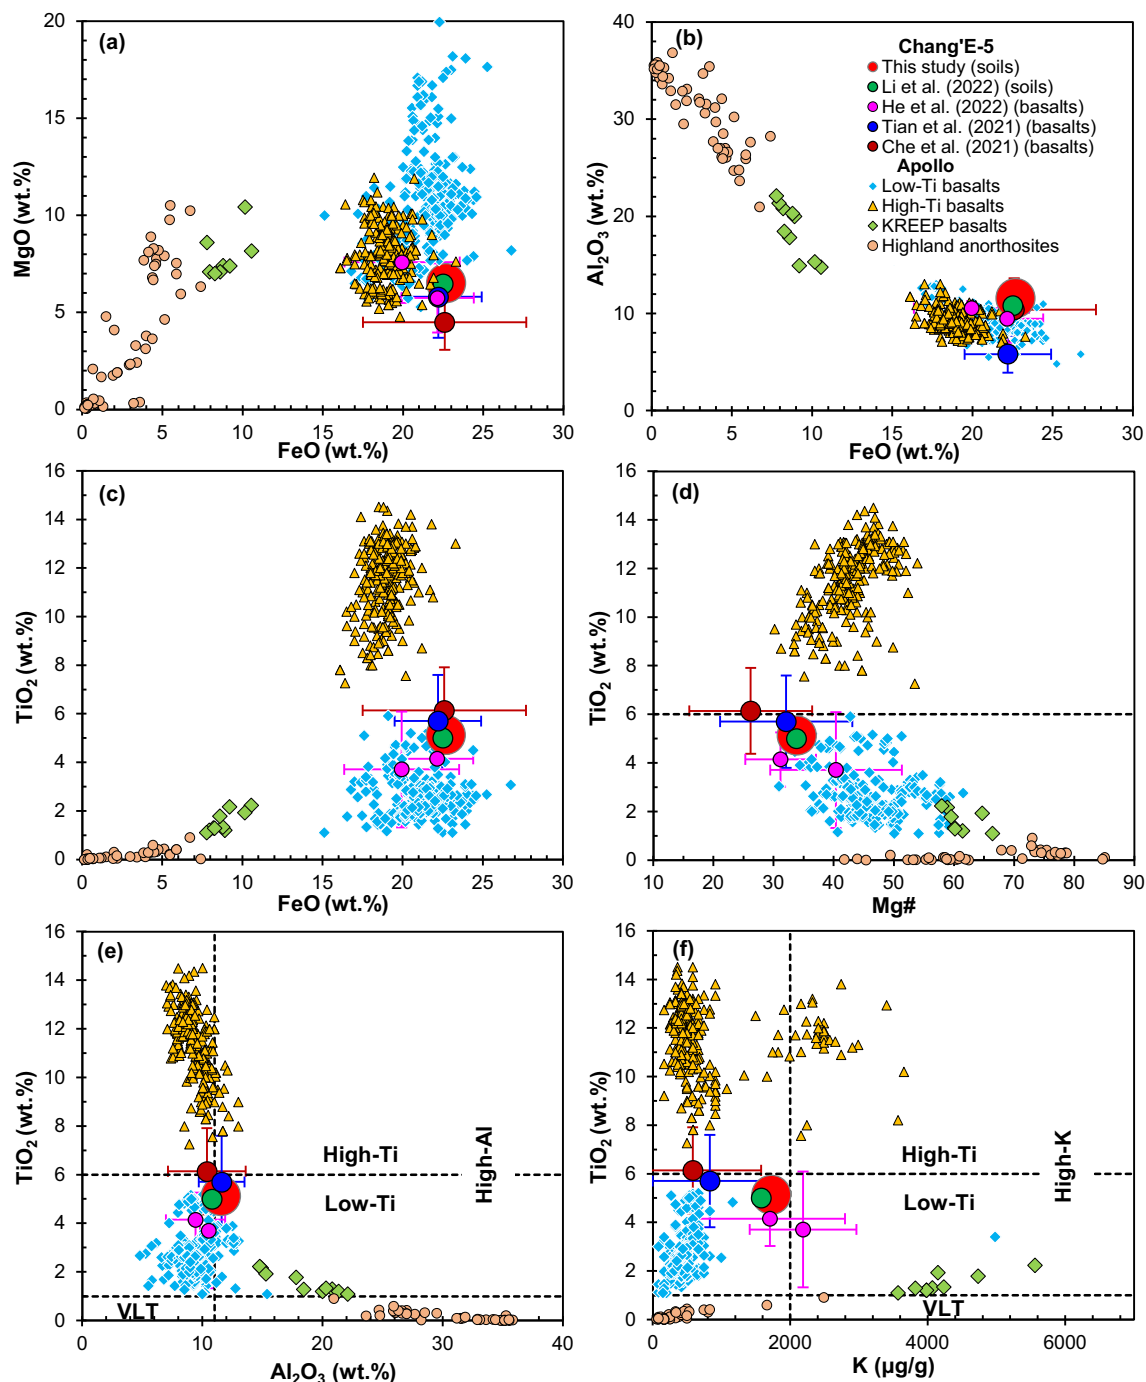 (a)
MgO (wt.%)
20
15
10
5
0
0 5 10 15 20 25 30
FeO (wt.%)
(b)
Al₂O₃ (wt.%)
40
30
20
10
0
0 5 10 15 20 25 30
FeO (wt.%)
Chang'E-5
This study (soils)
Li et al. (2022) (soils)
He et al. (2022) (basalts)
Tian et al. (2021) (basalts)
Che et al. (2021) (basalts)
Apollo
Low-Ti basalts
High-Ti basalts
KREEP basalts
Highland anorthosites
(c)
TiO₂ (wt.%)
16
14
12
10
8
6
4
2
0
0 5 10 15 20 25 30
FeO (wt.%)
(d)
TiO₂ (wt.%)
16
14
12
10
8
6
4
2
0
10 20 30 40 50 60 70 80 90
Mg#
(e)
TiO₂ (wt.%)
16
14
12
10
8
6
4
2
0
High-Ti
Low-Ti
High-Al
VLT
0 10 20 30 40
Al₂O₃ (wt.%)
(f)
TiO₂ (wt.%)
16
14
12
10
8
6
4
2
0
High-Ti
Low-Ti
High-K
VLT
0 2000 4000 6000
K (µg/g)